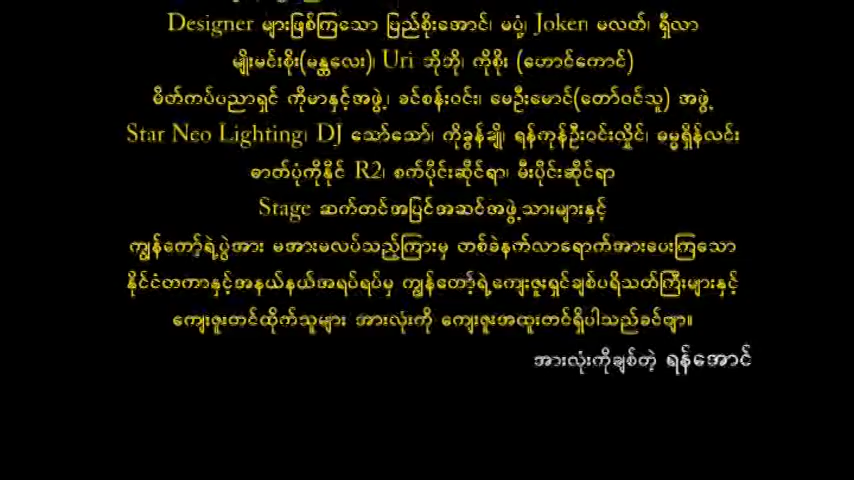 Designer များဖြစ်ကြသော ပြည်စိုးအောင်၊ မပုံ့၊ Joker၊ မလတ်၊ ရှီလာ
မျိုးမင်းစိုး(မန္တလေး)၊ Uri ဘိုဘို၊ ကိုစိုး (ဟောင်ကောင်)
မိတ်ကပ်ပညာရှင် ကိုမာနှင့်အဖွဲ့၊ ခင်စန်းဝင်း၊ မေဦးမောင်(တော်ဝင်သူ) အဖွဲ့
Star Neo Lighting၊ DJ သော်သော်၊ ကိုခွန်ချို၊ ရန်ကုန်ဦးဝင်းလှိုင်၊ ဓမ္မရှိန်လင်း
ဓာတ်ပုံကိုနိုင် R2၊ စက်ပိုင်းဆိုင်ရာ၊ မီးပိုင်းဆိုင်ရာ
Stage ဆက်တင်အပြင်အဆင်အဖွဲ့သားများနှင့်
ကျွန်တော့်ရဲ့ပွဲအား မအားမလပ်သည့်ကြားမှ တစ်ခဲနက်လာရောက်အားပေးကြသော
နိုင်ငံတကာနှင့်အနယ်နယ်အရပ်ရပ်မှ ကျွန်တော့်ရဲ့ကျေးဇူးရှင်ချစ်ပရိသတ်ကြီးများနှင့်
ကျေးဇူးတင်ထိုက်သူများ အားလုံးကို ကျေးဇူးအထူးတင်ရှိပါသည်ခင်ဗျာ။
အားလုံးကိုချစ်တဲ့ ရန်အောင်